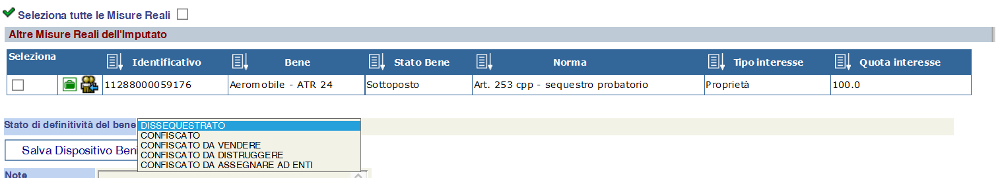 Seleziona tutte le Misure Reali
Altre Misure Reali dell'Imputato
Seleziona Identificativo Bene Stato Bene Norma Tipo interesse Quota interesse
11288000059176 Aeromobile - ATR 24 Sottoposto Art. 253 cpp - sequestro probatorio Proprietà 100.0
Stato di definitività del bene DISSEQUESTRATO
CONFISCATO
CONFISCATO DA VENDERE
CONFISCATO DA DISTRUGGERE
CONFISCATO DA ASSEGNARE AD ENTI
Salva Dispositivo Beni
Note